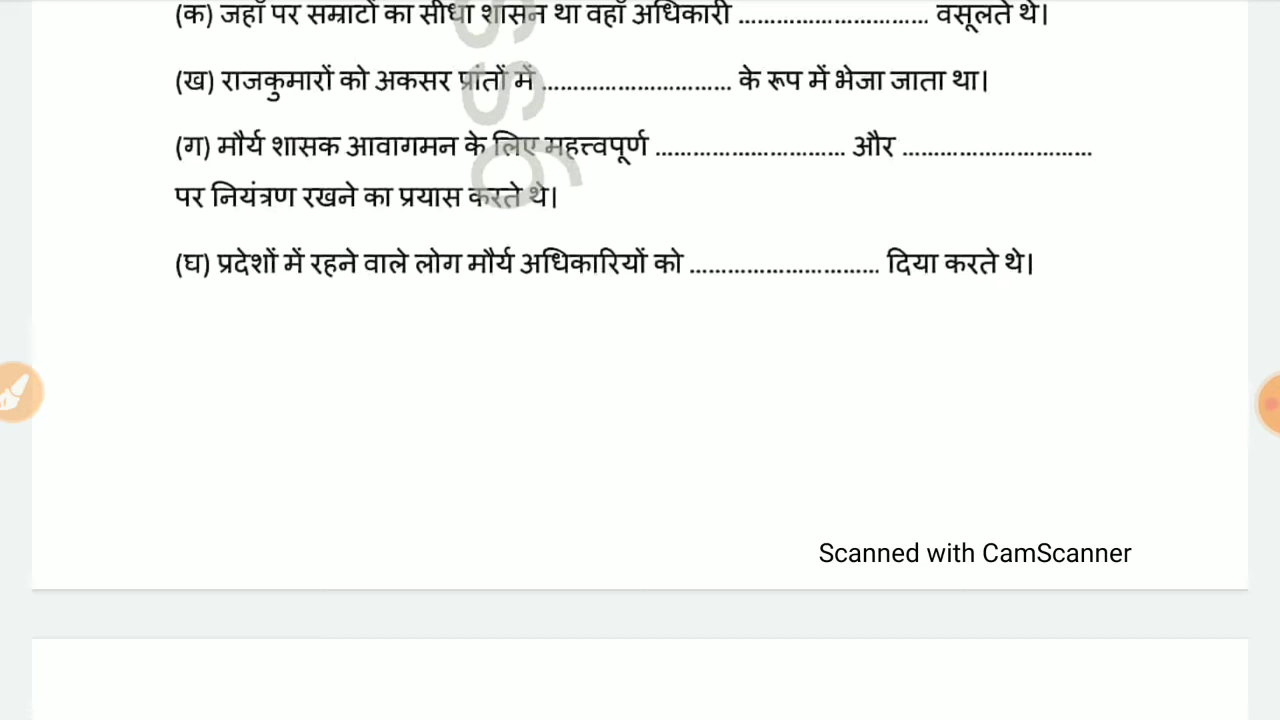 (क) जहाँ पर सम्राटों का सीधा शासन था वहाँ अधिकारी .............................. वसूलते थे।
(ख) राजकुमारों को अकसर प्रांतों में .............................. के रूप में भेजा जाता था।
(ग) मौर्य शासक आवागमन के लिए महत्त्वपूर्ण .............................. और ..............................
पर नियंत्रण रखने का प्रयास करते थे।
(घ) प्रदेशों में रहने वाले लोग मौर्य अधिकारियों को .............................. दिया करते थे।
Scanned with CamScanner